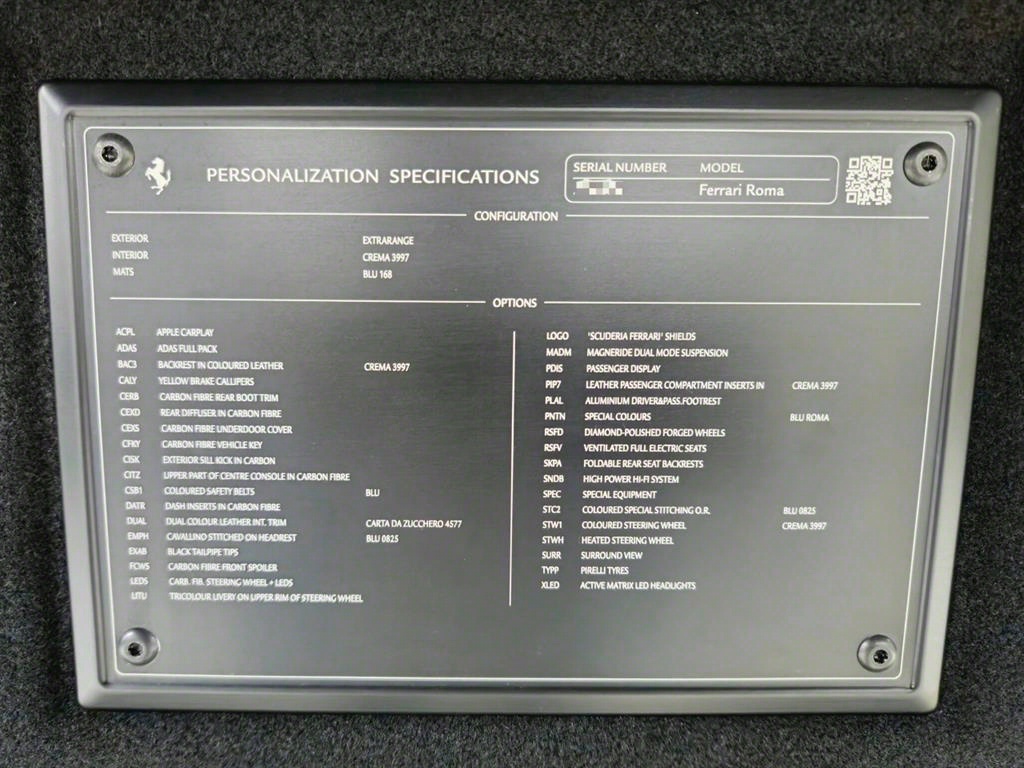 PERSONALIZATION SPECIFICATIONS
SERIAL NUMBER MODEL
Ferrari Roma
CONFIGURATION
EXTERIOR EXTRARANGE
INTERIOR CREMA 3997
MATS BLU 168
OPTIONS
ACPL APPLE CARPLAY
ADAS ADAS FULL PACK
BAC3 BACKREST IN COLOURED LEATHER CREMA 3997
CALY YELLOW BRAKE CALLIPERS
CERB CARBON FIBRE REAR BOOT TRIM
CEXD REAR DIFFUSER IN CARBON FIBRE
CEXS CARBON FIBRE UNDERDOOR COVER
CFKY CARBON FIBRE VEHICLE KEY
CISK EXTERIOR SILL KICK IN CARBON
CITZ UPPER PART OF CENTRE CONSOLE IN CARBON FIBRE
CSB1 COLOURED SAFETY BELTS BLU
DATR DASH INSERTS IN CARBON FIBRE
DUAL DUAL COLOUR LEATHER INT. TRIM CARTA DA ZUCCHERO 4577
EMPH CAVALLINO STITCHED ON HEADREST BLU 0825
EXAB BLACK TAILPIPE TIPS
FCWS CARBON FIBRE FRONT SPOILER
LEDS CARB. FIB. STEERING WHEEL + LEDS
LITU TRICOLOUR LIVERY ON UPPER RIM OF STEERING WHEEL
LOGO 'SCUDERIA FERRARI' SHIELDS
MADM MAGNERIDE DUAL MODE SUSPENSION
PDIS PASSENGER DISPLAY
PIP7 LEATHER PASSENGER COMPARTMENT INSERTS IN CREMA 3997
PLAL ALUMINIUM DRIVER&PASS.FOOTREST
PNTN SPECIAL COLOURS BLU ROMA
RSFD DIAMOND-POLISHED FORGED WHEELS
RSFV VENTILATED FULL ELECTRIC SEATS
SKPA FOLDABLE REAR SEAT BACKRESTS
SNDB HIGH POWER HI-FI SYSTEM
SPEC SPECIAL EQUIPMENT
STC2 COLOURED SPECIAL STITCHING O.R. BLU 0825
STW1 COLOURED STEERING WHEEL CREMA 3997
STWH HEATED STEERING WHEEL
SURR SURROUND VIEW
TYPP PIRELLI TYRES
XLED ACTIVE MATRIX LED HEADLIGHTS